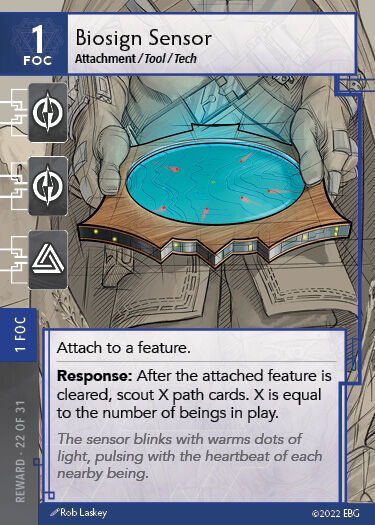 1
FOC
Biosign Sensor
Attachment / Tool / Tech
1 FOC
REWARD - 22 OF 31
Attach to a feature.
Response: After the attached feature is
cleared, scout X path cards. X is equal
to the number of beings in play.
The sensor blinks with warms dots of
light, pulsing with the heartbeat of each
nearby being.
Rob Laskey
©2022 EBG